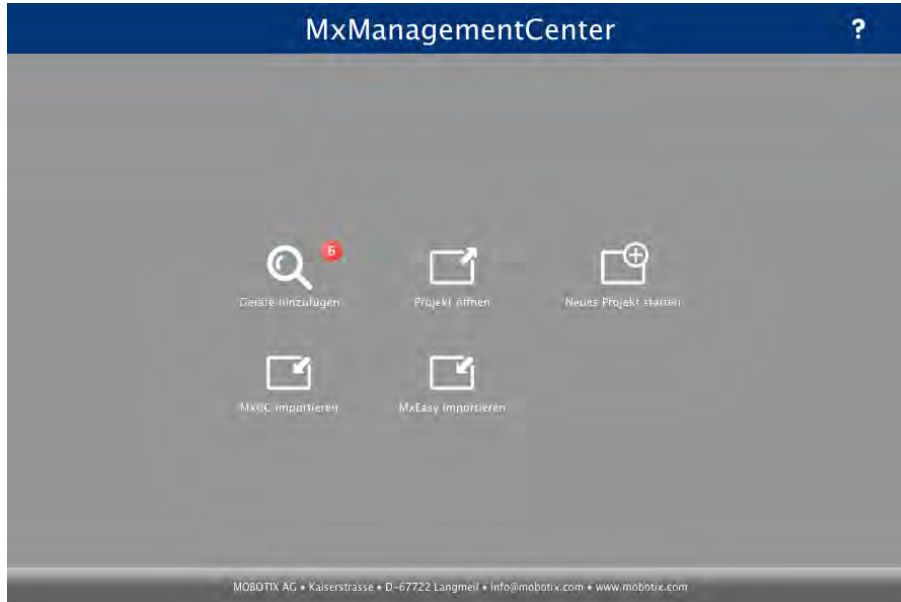 MxManagementCenter ?
6
Geräte hinzufügen Projekt öffnen Neues Projekt starten
MxCC importieren MxEasy importieren
MOBOTIX AG • Kaiserstrasse • D-67722 Langmeil • info@mobotix.com • www.mobotix.com